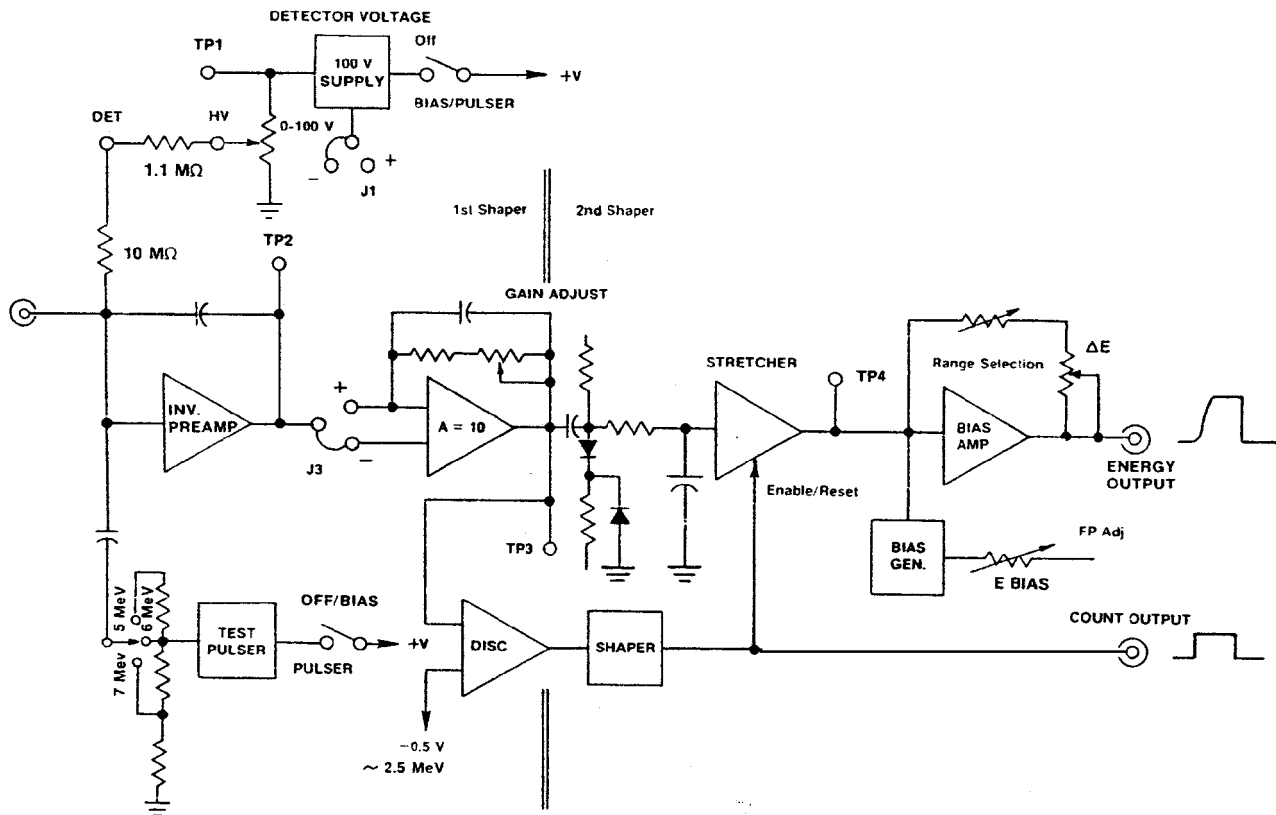 DETECTOR VOLTAGE
TP1
100 V
SUPPLY
Off
+V
BIAS/PULSER
DET
HV
0-100 V
1.1 MΩ
−
+
J1
1st Shaper
2nd Shaper
10 MΩ
TP2
GAIN ADJUST
STRETCHER
TP4
Range Selection
ΔE
INV.
PREAMP
+
−
J3
A = 10
BIAS
AMP
ENERGY
OUTPUT
Enable/Reset
TP3
BIAS
GEN.
FP Adj
E BIAS
5 MeV
6 MeV
7 Mev
TEST
PULSER
OFF/BIAS
PULSER
+V
DISC
SHAPER
COUNT OUTPUT
−0.5 V
~ 2.5 MeV